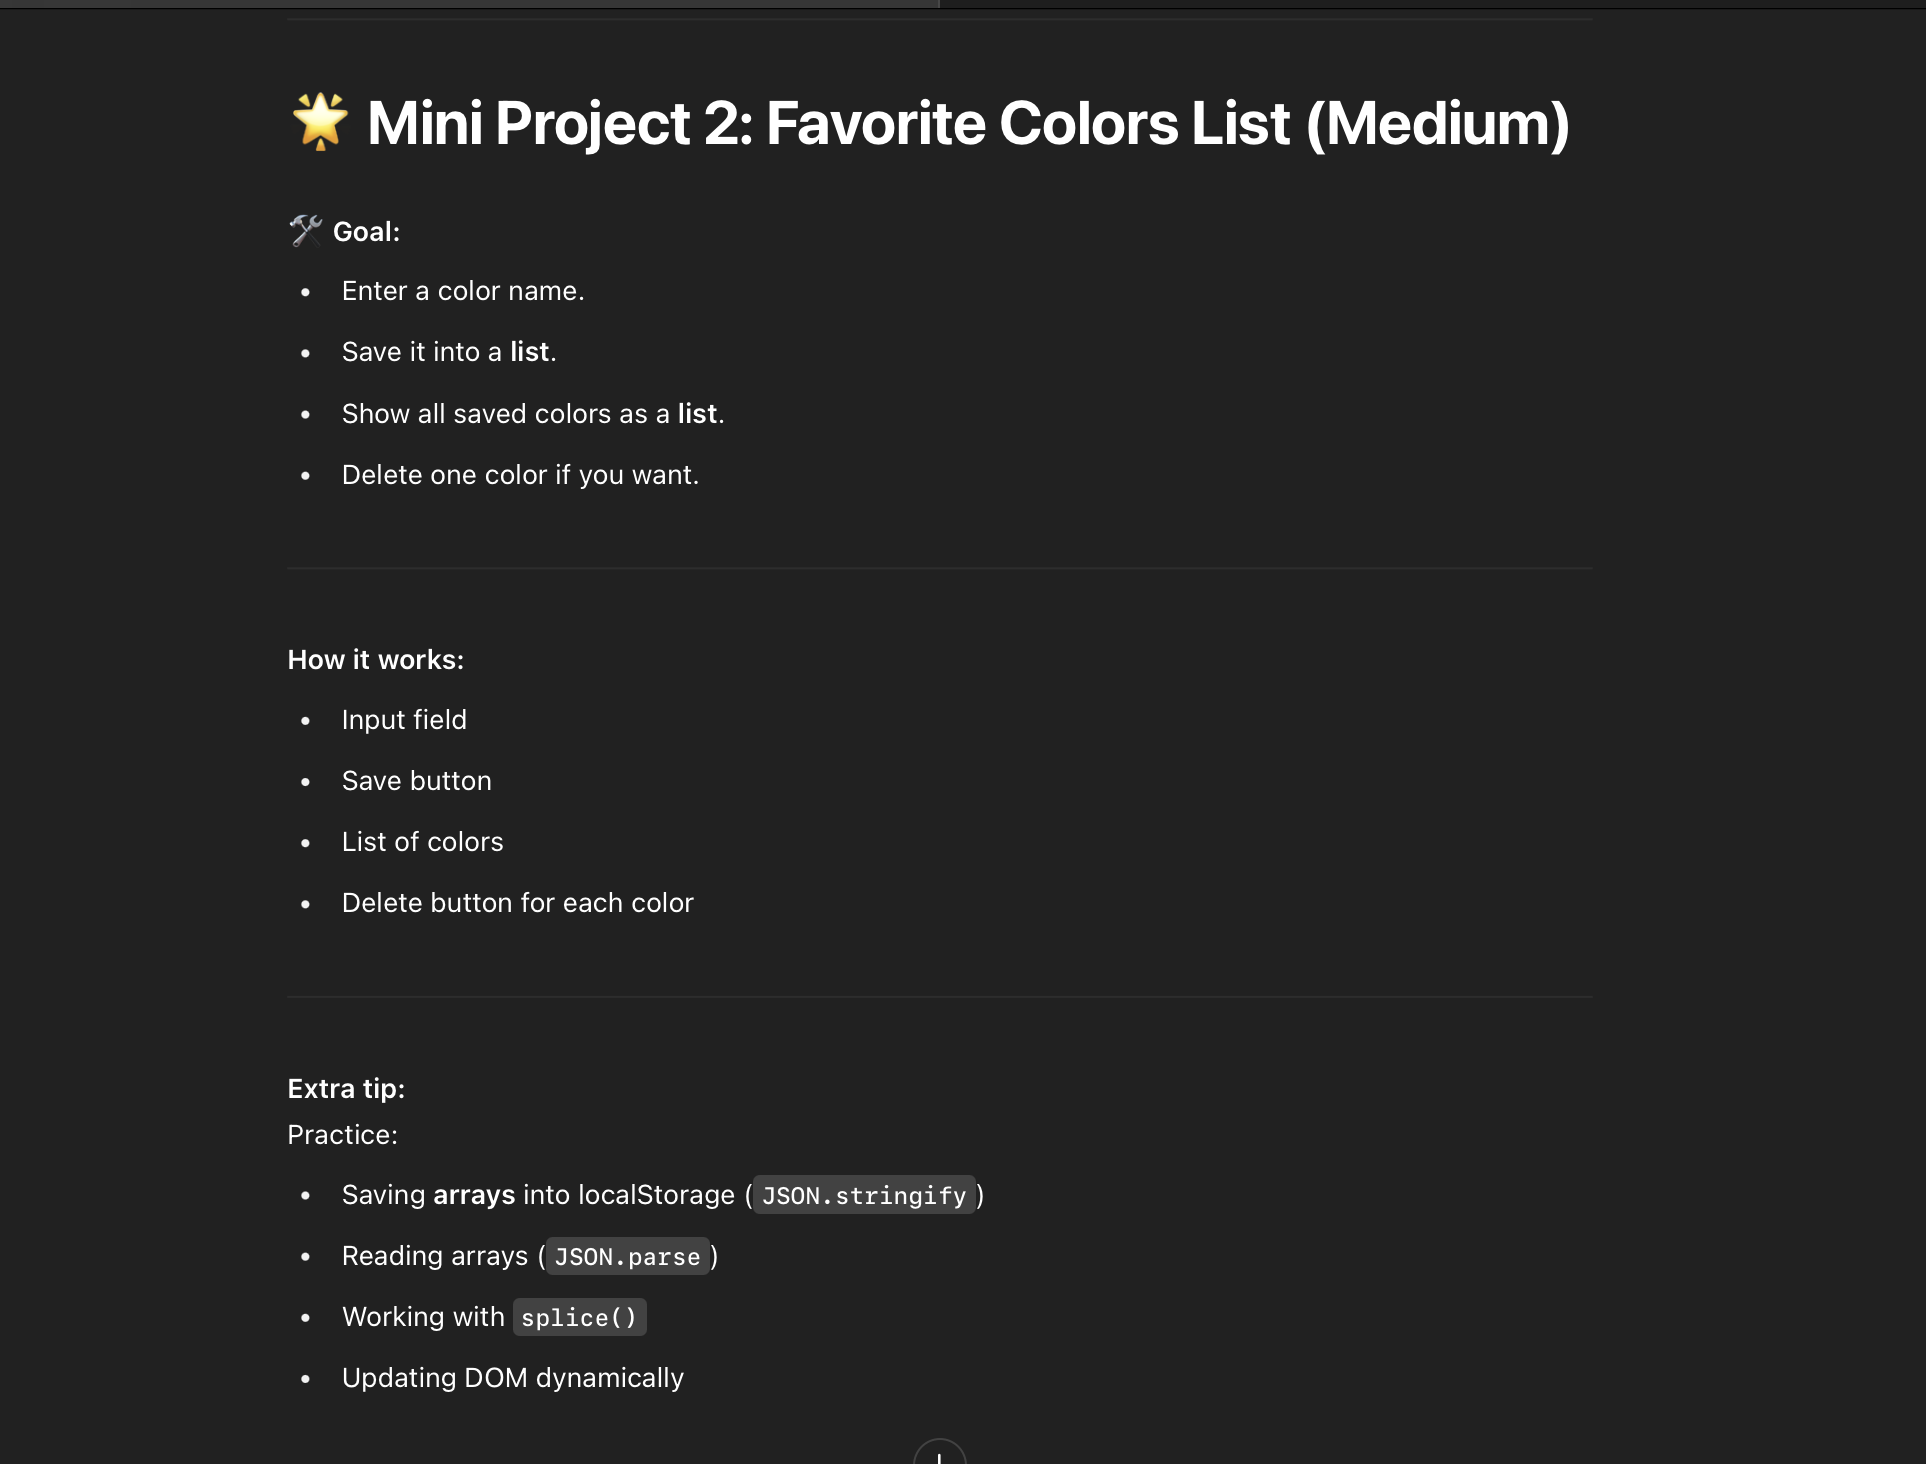 🌟 Mini Project 2: Favorite Colors List (Medium)
🛠️ Goal:
• Enter a color name.
• Save it into a list.
• Show all saved colors as a list.
• Delete one color if you want.
How it works:
• Input field
• Save button
• List of colors
• Delete button for each color
Extra tip:
Practice:
• Saving arrays into localStorage (JSON.stringify)
• Reading arrays (JSON.parse)
• Working with splice()
• Updating DOM dynamically